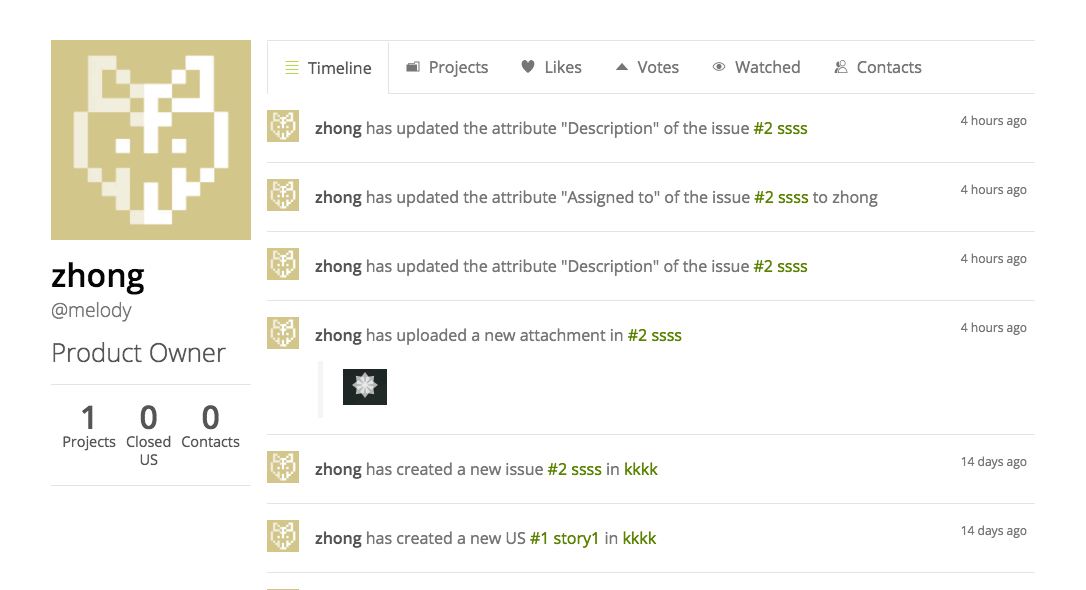 Timeline Projects Likes Votes Watched Contacts
zhong has updated the attribute "Description" of the issue #2 ssss 4 hours ago
zhong has updated the attribute "Assigned to" of the issue #2 ssss to zhong 4 hours ago
zhong has updated the attribute "Description" of the issue #2 ssss 4 hours ago
zhong has uploaded a new attachment in #2 ssss 4 hours ago
zhong has created a new issue #2 ssss in kkkk 14 days ago
zhong has created a new US #1 story1 in kkkk 14 days ago
zhong
@melody
Product Owner
1 0 0
Projects Closed Contacts
US